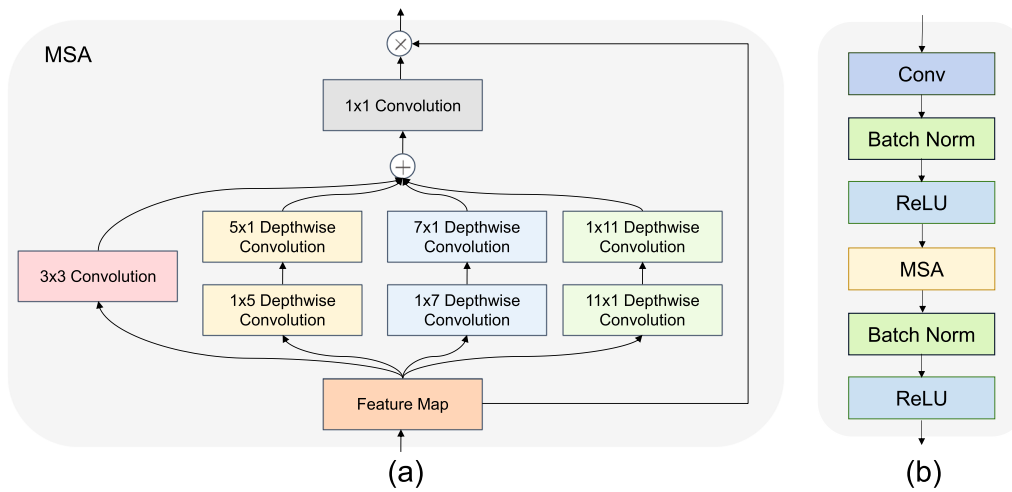 MSA
×
1x1 Convolution
+
3x3 Convolution
5x1 Depthwise
Convolution
7x1 Depthwise
Convolution
1x11 Depthwise
Convolution
1x5 Depthwise
Convolution
1x7 Depthwise
Convolution
11x1 Depthwise
Convolution
Feature Map
(a)
Conv
Batch Norm
ReLU
MSA
Batch Norm
ReLU
(b)